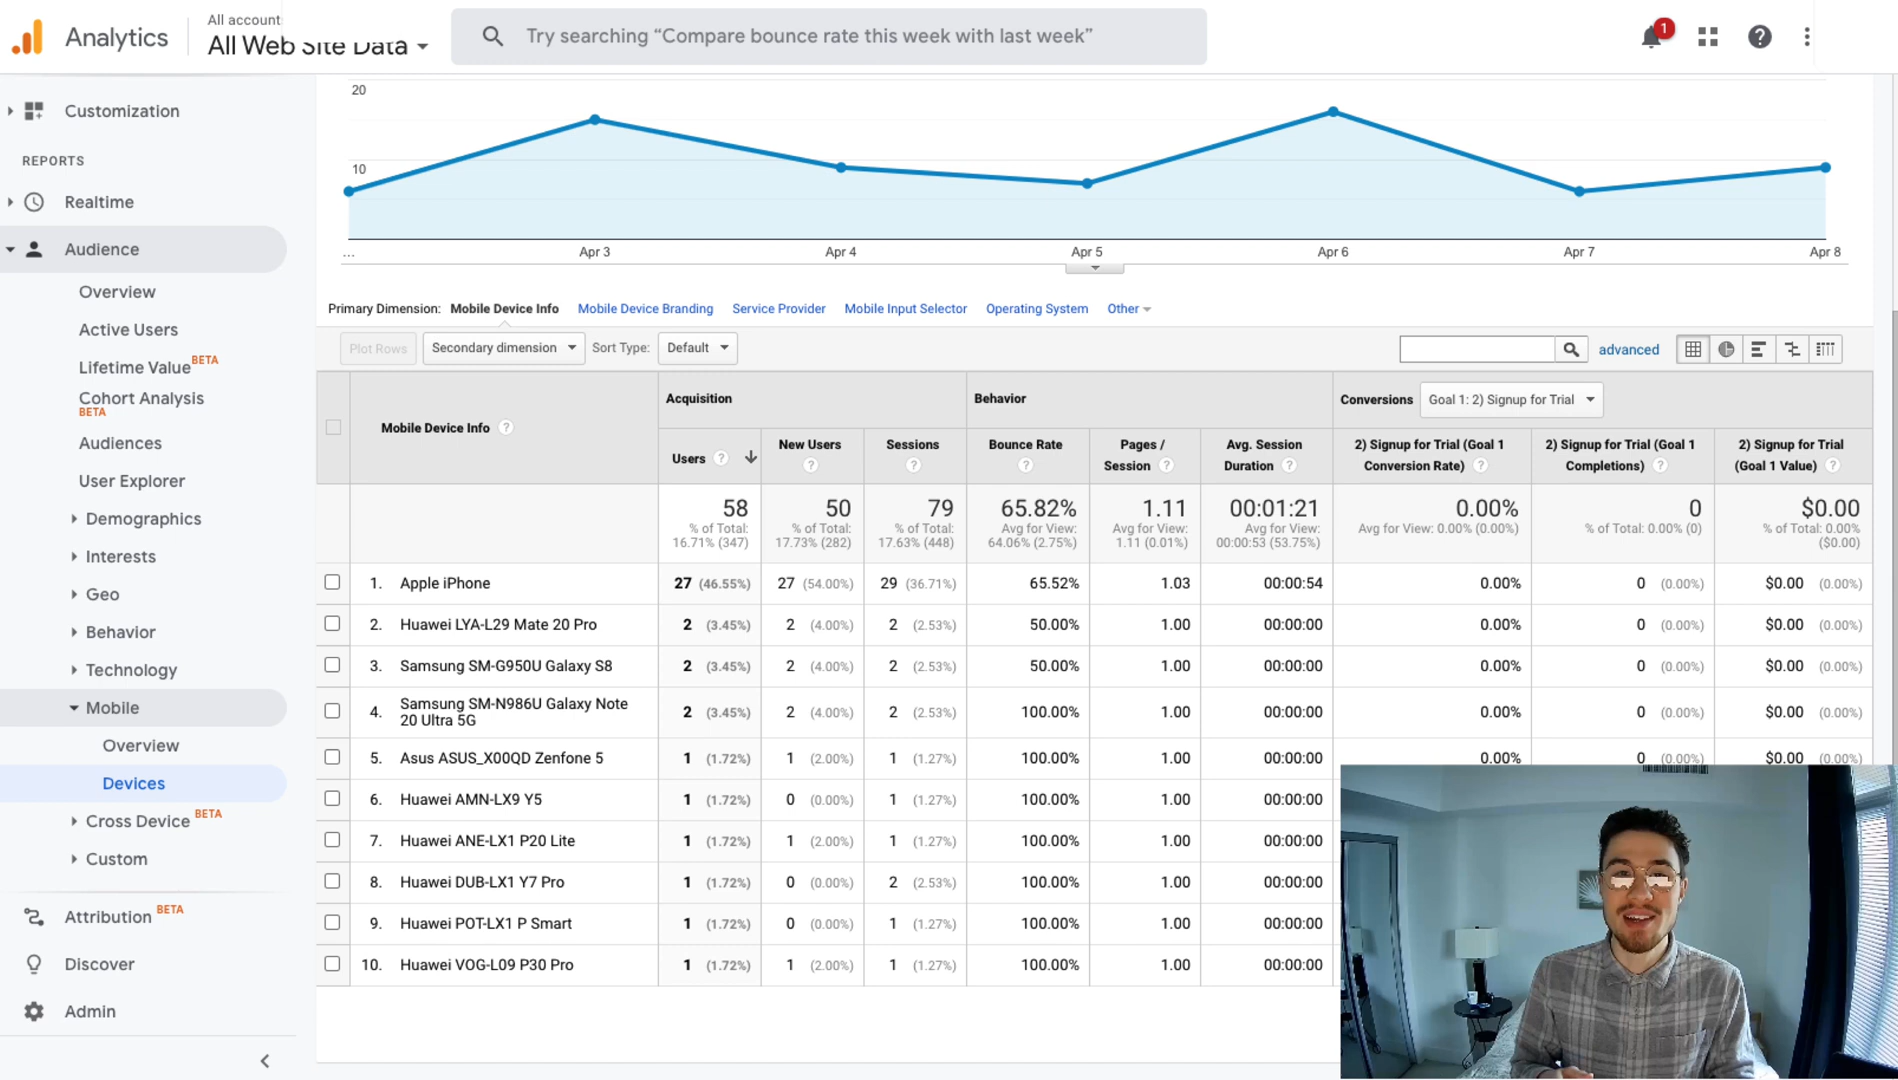 Analytics
All account
All Web Site Data
Try searching “Compare bounce rate this week with last week”
1
Customization
REPORTS
Realtime
Audience
Overview
Active Users
Lifetime Value BETA
Cohort Analysis
BETA
Audiences
User Explorer
Demographics
Interests
Geo
Behavior
Technology
Mobile
Overview
Devices
Cross Device BETA
Custom
Attribution BETA
Discover
Admin
20
10
... Apr 3 Apr 4 Apr 5 Apr 6 Apr 7 Apr 8
Primary Dimension: Mobile Device Info Mobile Device Branding Service Provider Mobile Input Selector Operating System Other
Plot Rows Secondary dimension Sort Type: Default advanced
Acquisition Behavior Conversions Goal 1: 2) Signup for Trial
Mobile Device Info ?
Users ? New Users ? Sessions ? Bounce Rate ? Pages / Session ? Avg. Session Duration ? 2) Signup for Trial (Goal 1 Conversion Rate) ? 2) Signup for Trial (Goal 1 Completions) ? 2) Signup for Trial (Goal 1 Value) ?
58 50 79 65.82% 1.11 00:01:21 0.00% 0 $0.00
% of Total: % of Total: % of Total: Avg for View: Avg for View: Avg for View: Avg for View: 0.00% (0.00%) % of Total: 0.00% (0) % of Total: 0.00%
16.71% (347) 17.73% (282) 17.63% (448) 64.06% (2.75%) 1.11 (0.01%) 00:00:53 (53.75%) ($0.00)
1. Apple iPhone 27 (46.55%) 27 (54.00%) 29 (36.71%) 65.52% 1.03 00:00:54 0.00% 0 (0.00%) $0.00 (0.00%)
2. Huawei LYA-L29 Mate 20 Pro 2 (3.45%) 2 (4.00%) 2 (2.53%) 50.00% 1.00 00:00:00 0.00% 0 (0.00%) $0.00 (0.00%)
3. Samsung SM-G950U Galaxy S8 2 (3.45%) 2 (4.00%) 2 (2.53%) 50.00% 1.00 00:00:00 0.00% 0 (0.00%) $0.00 (0.00%)
4. Samsung SM-N986U Galaxy Note 20 Ultra 5G 2 (3.45%) 2 (4.00%) 2 (2.53%) 100.00% 1.00 00:00:00 0.00% 0 (0.00%) $0.00 (0.00%)
5. Asus ASUS_X00QD Zenfone 5 1 (1.72%) 1 (2.00%) 1 (1.27%) 100.00% 1.00 00:00:00 0.00% 0 (0.00%) $0.00 (0.00%)
6. Huawei AMN-LX9 Y5 1 (1.72%) 0 (0.00%) 1 (1.27%) 100.00% 1.00 00:00:00
7. Huawei ANE-LX1 P20 Lite 1 (1.72%) 1 (2.00%) 1 (1.27%) 100.00% 1.00 00:00:00
8. Huawei DUB-LX1 Y7 Pro 1 (1.72%) 0 (0.00%) 2 (2.53%) 100.00% 1.00 00:00:00
9. Huawei POT-LX1 P Smart 1 (1.72%) 0 (0.00%) 1 (1.27%) 100.00% 1.00 00:00:00
10. Huawei VOG-L09 P30 Pro 1 (1.72%) 1 (2.00%) 1 (1.27%) 100.00% 1.00 00:00:00